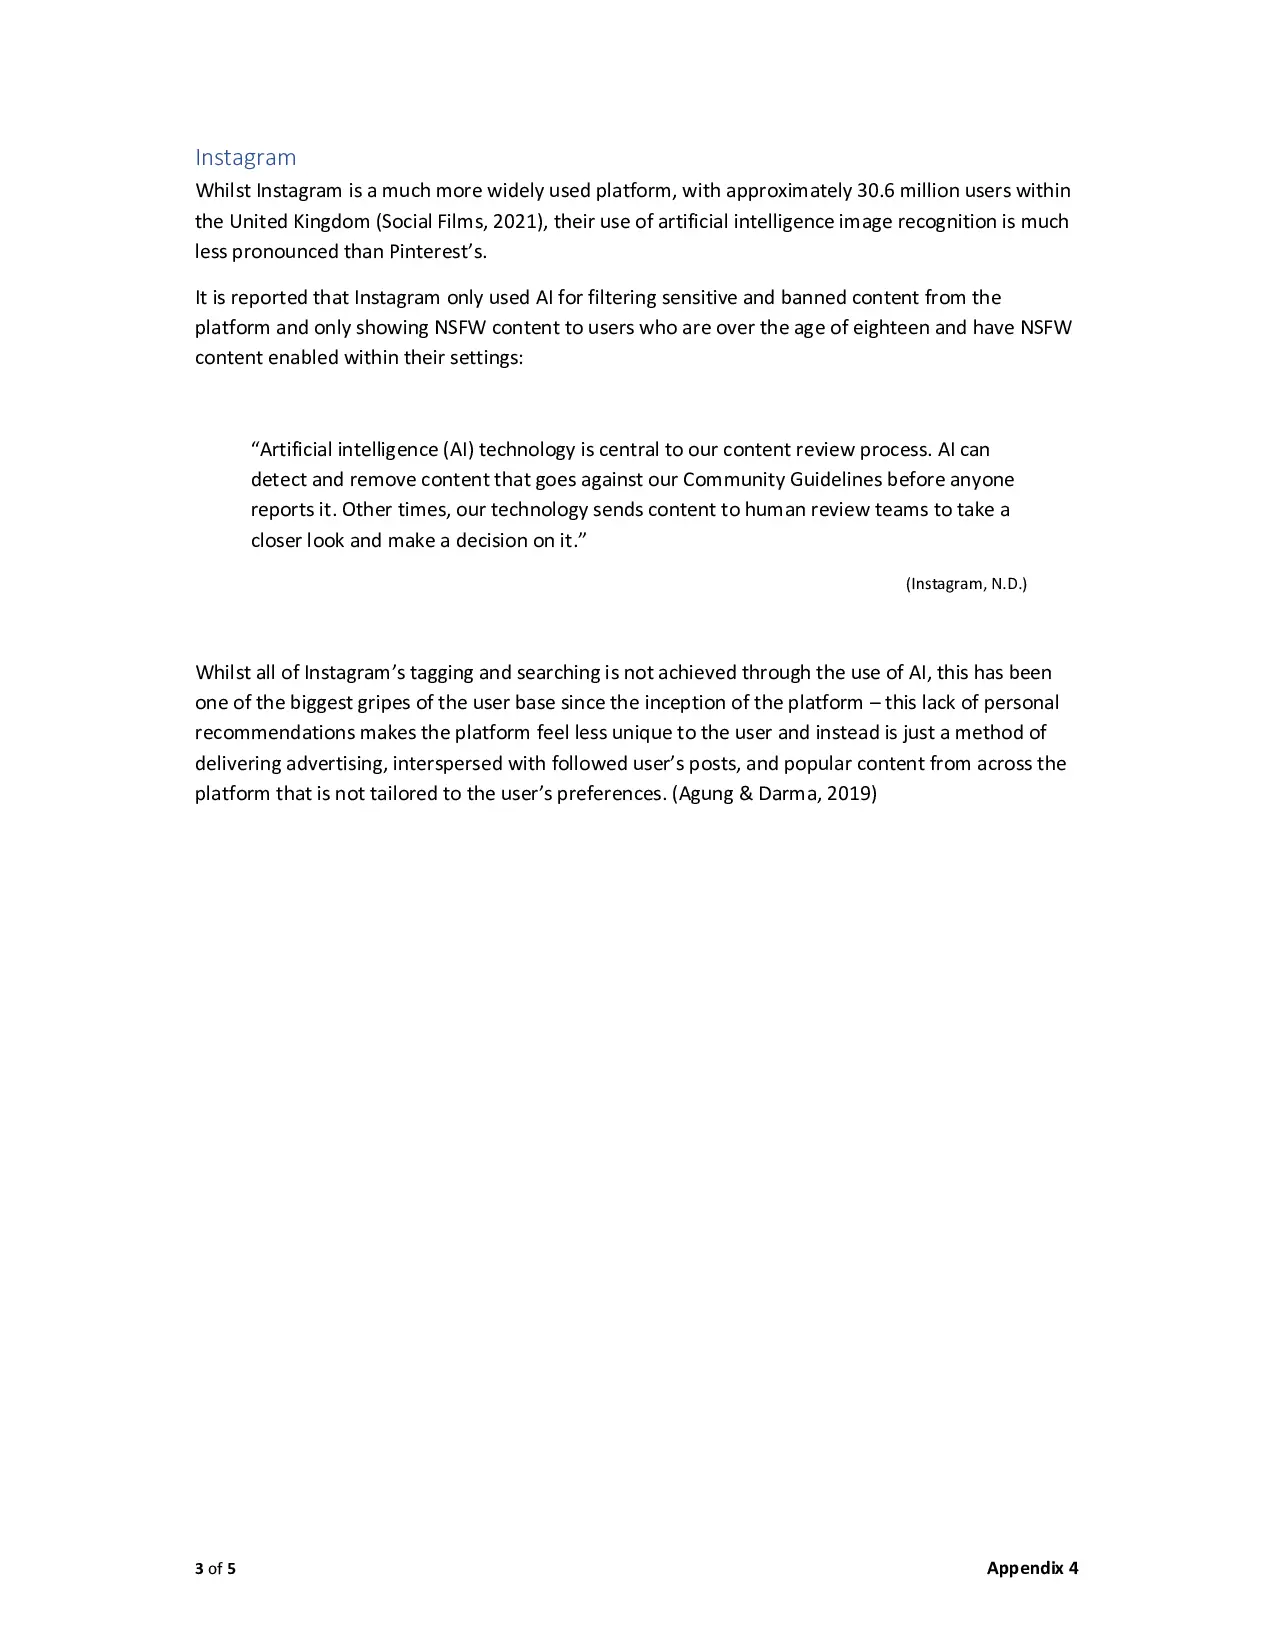 Instagram
Whilst Instagram is a much more widely used platform, with approximately 30.6 million users within
the United Kingdom (Social Films, 2021), their use of artificial intelligence image recognition is much
less pronounced than Pinterest’s.
It is reported that Instagram only used AI for filtering sensitive and banned content from the
platform and only showing NSFW content to users who are over the age of eighteen and have NSFW
content enabled within their settings:
“Artificial intelligence (AI) technology is central to our content review process. AI can
detect and remove content that goes against our Community Guidelines before anyone
reports it. Other times, our technology sends content to human review teams to take a
closer look and make a decision on it.”
(Instagram, N.D.)
Whilst all of Instagram’s tagging and searching is not achieved through the use of AI, this has been
one of the biggest gripes of the user base since the inception of the platform – this lack of personal
recommendations makes the platform feel less unique to the user and instead is just a method of
delivering advertising, interspersed with followed user’s posts, and popular content from across the
platform that is not tailored to the user’s preferences. (Agung & Darma, 2019)
3 of 5 Appendix 4